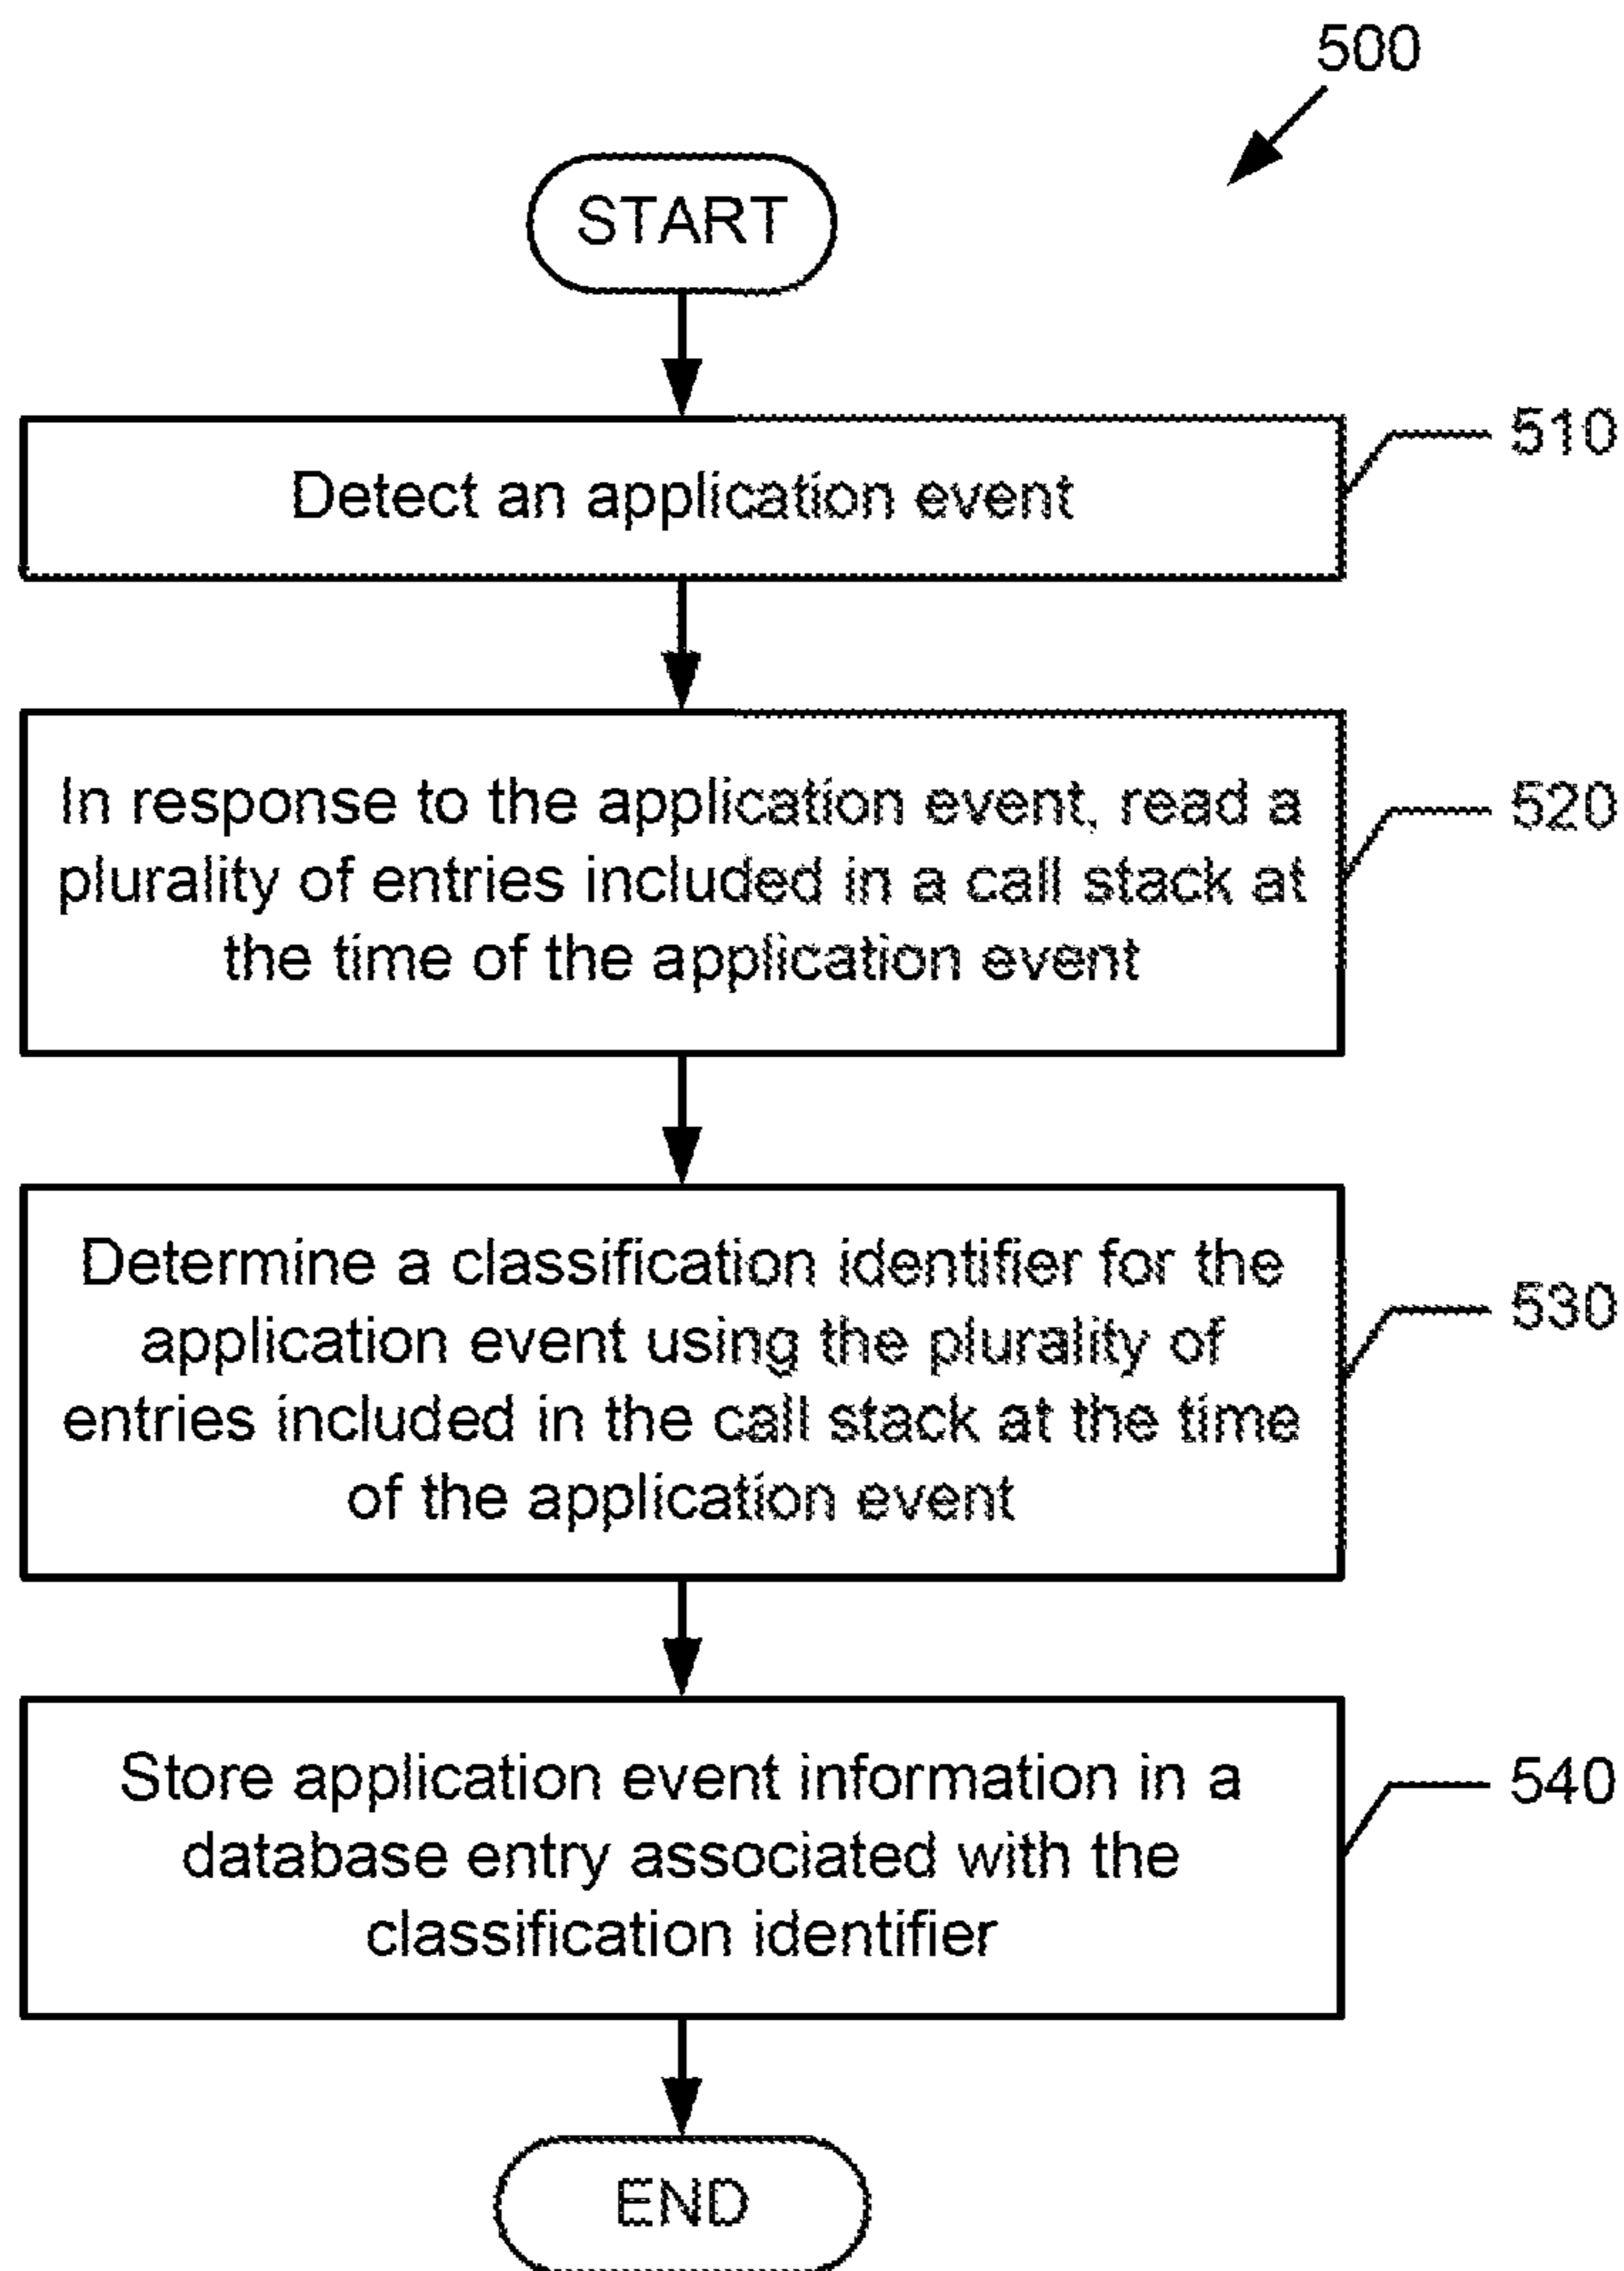 500
START
Detect an application event
510
In response to the application event, read a
plurality of entries included in a call stack at
the time of the application event
520
Determine a classification identifier for the
application event using the plurality of
entries included in the call stack at the time
of the application event
530
Store application event information in a
database entry associated with the
classification identifier
540
END